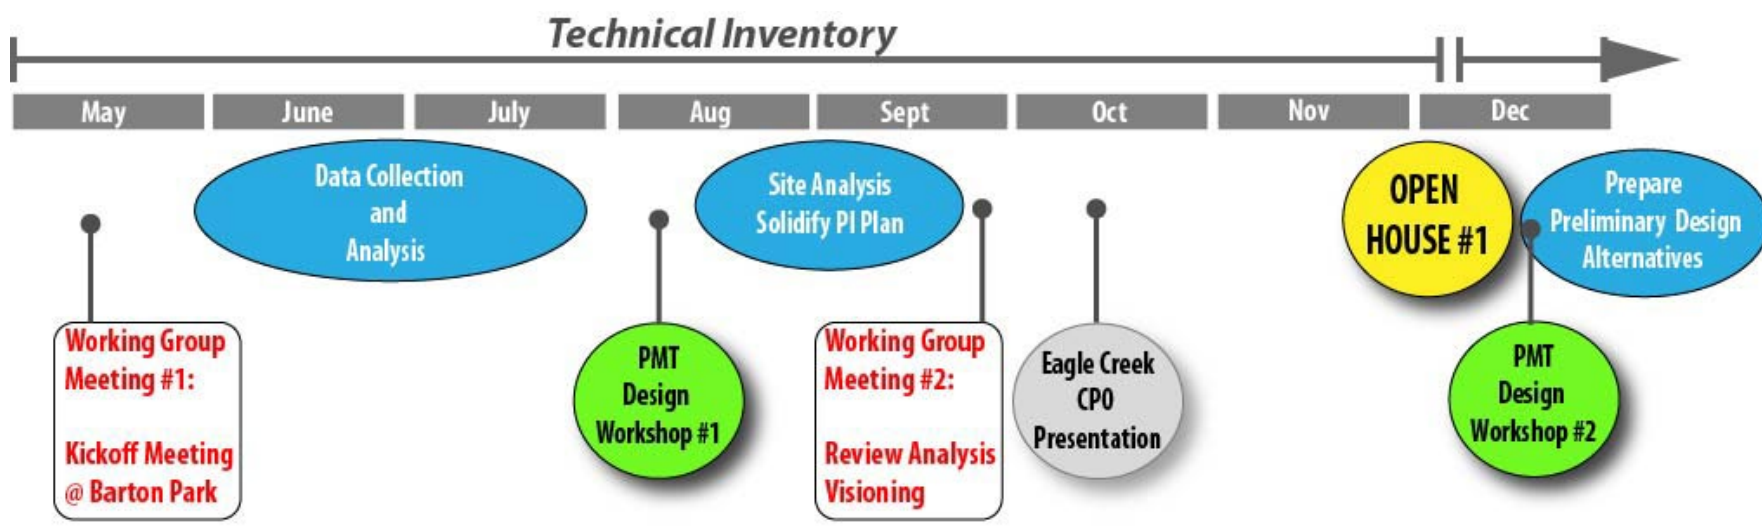 Technical Inventory
May
June
July
Aug
Sept
Oct
Nov
Dec
Data Collection
and
Analysis
Site Analysis
Solidify PI Plan
OPEN
HOUSE #1
Prepare
Preliminary Design
Alternatives
Working Group
Meeting #1:
Kickoff Meeting
@ Barton Park
PMT
Design
Workshop #1
Working Group
Meeting #2:
Review Analysis
Visioning
Eagle Creek
CPO
Presentation
PMT
Design
Workshop #2